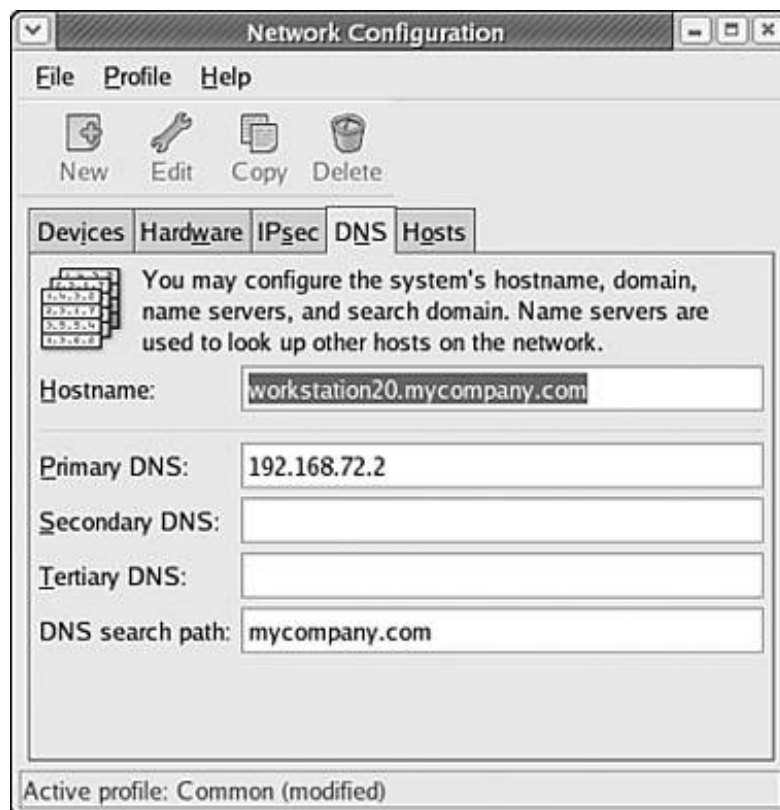 Network Configuration
File Profile Help
New Edit Copy Delete
Devices Hardware IPsec DNS Hosts
You may configure the system's hostname, domain,
name servers, and search domain. Name servers are
used to look up other hosts on the network.
Hostname: workstation20.mycompany.com
Primary DNS: 192.168.72.2
Secondary DNS:
Tertiary DNS:
DNS search path: mycompany.com
Active profile: Common (modified)